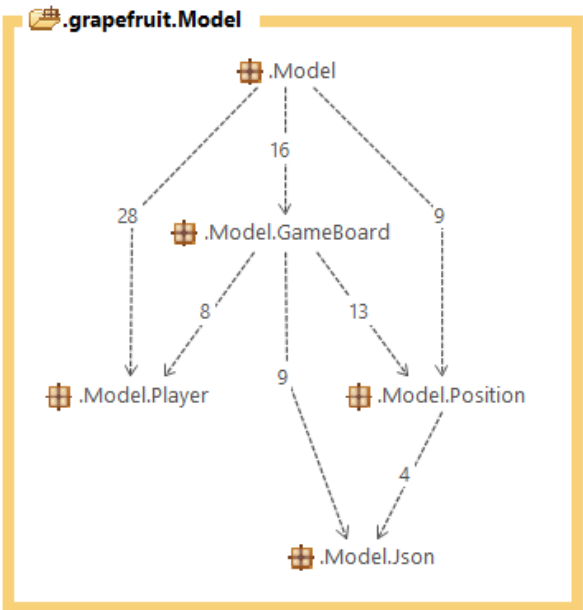 .grapefruit.Model
.Model
16
28
9
.Model.GameBoard
8
13
9
.Model.Player
.Model.Position
4
.Model.Json